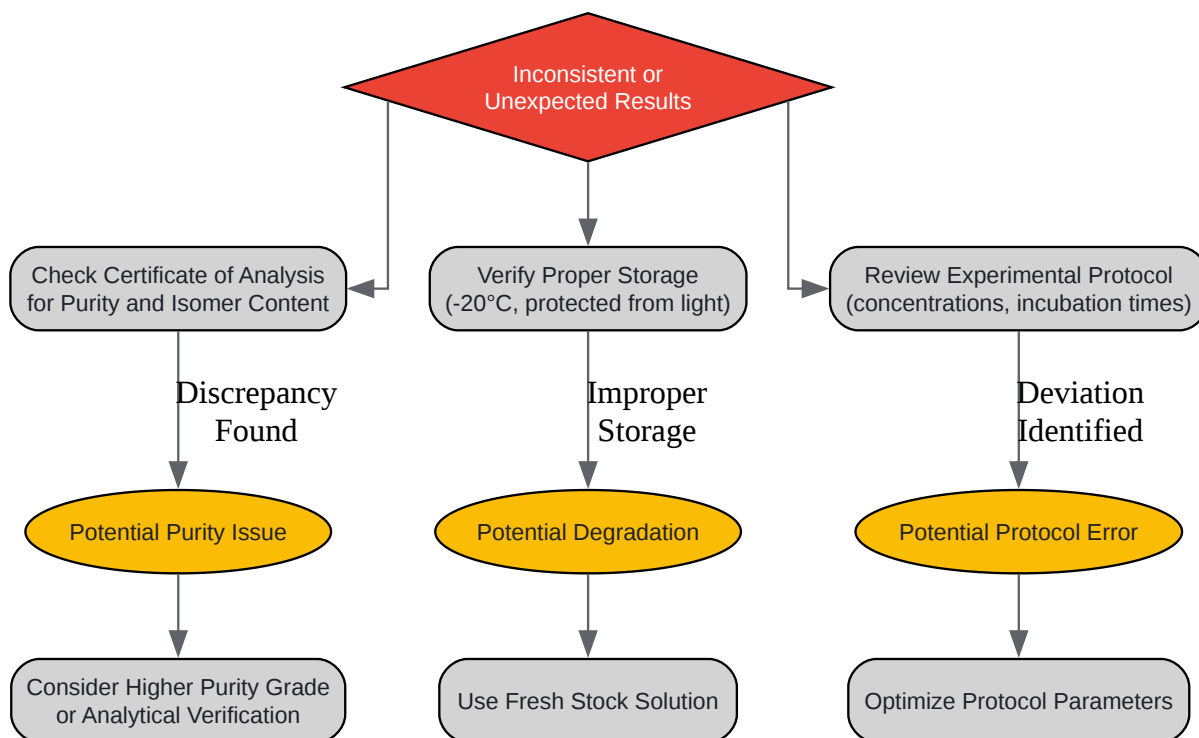 Inconsistent or
Unexpected Results
Check Certificate of Analysis
for Purity and Isomer Content
Verify Proper Storage
(-20°C, protected from light)
Review Experimental Protocol
(concentrations, incubation times)
Discrepancy
Found
Improper
Storage
Deviation
Identified
Potential Purity Issue
Potential Degradation
Potential Protocol Error
Consider Higher Purity Grade
or Analytical Verification
Use Fresh Stock Solution
Optimize Protocol Parameters